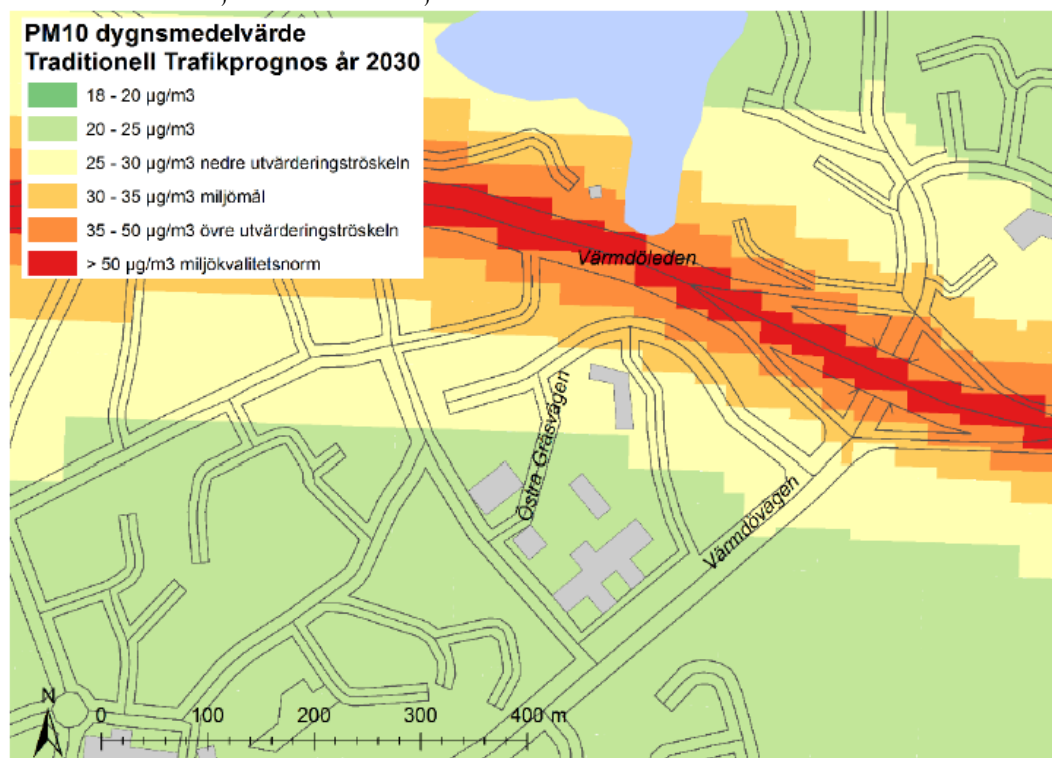 PM10 dygnsmedelvärde
Traditionell Trafikprognos år 2030
18 - 20 µg/m3
20 - 25 µg/m3
25 - 30 µg/m3 nedre utvärderingströskeln
30 - 35 µg/m3 miljömål
35 - 50 µg/m3 övre utvärderingströskeln
> 50 µg/m3 miljökvalitetsnorm
Värmdöleden
Östra Gräsvägen
Värmdövägen
N
0 100 200 300 400 m